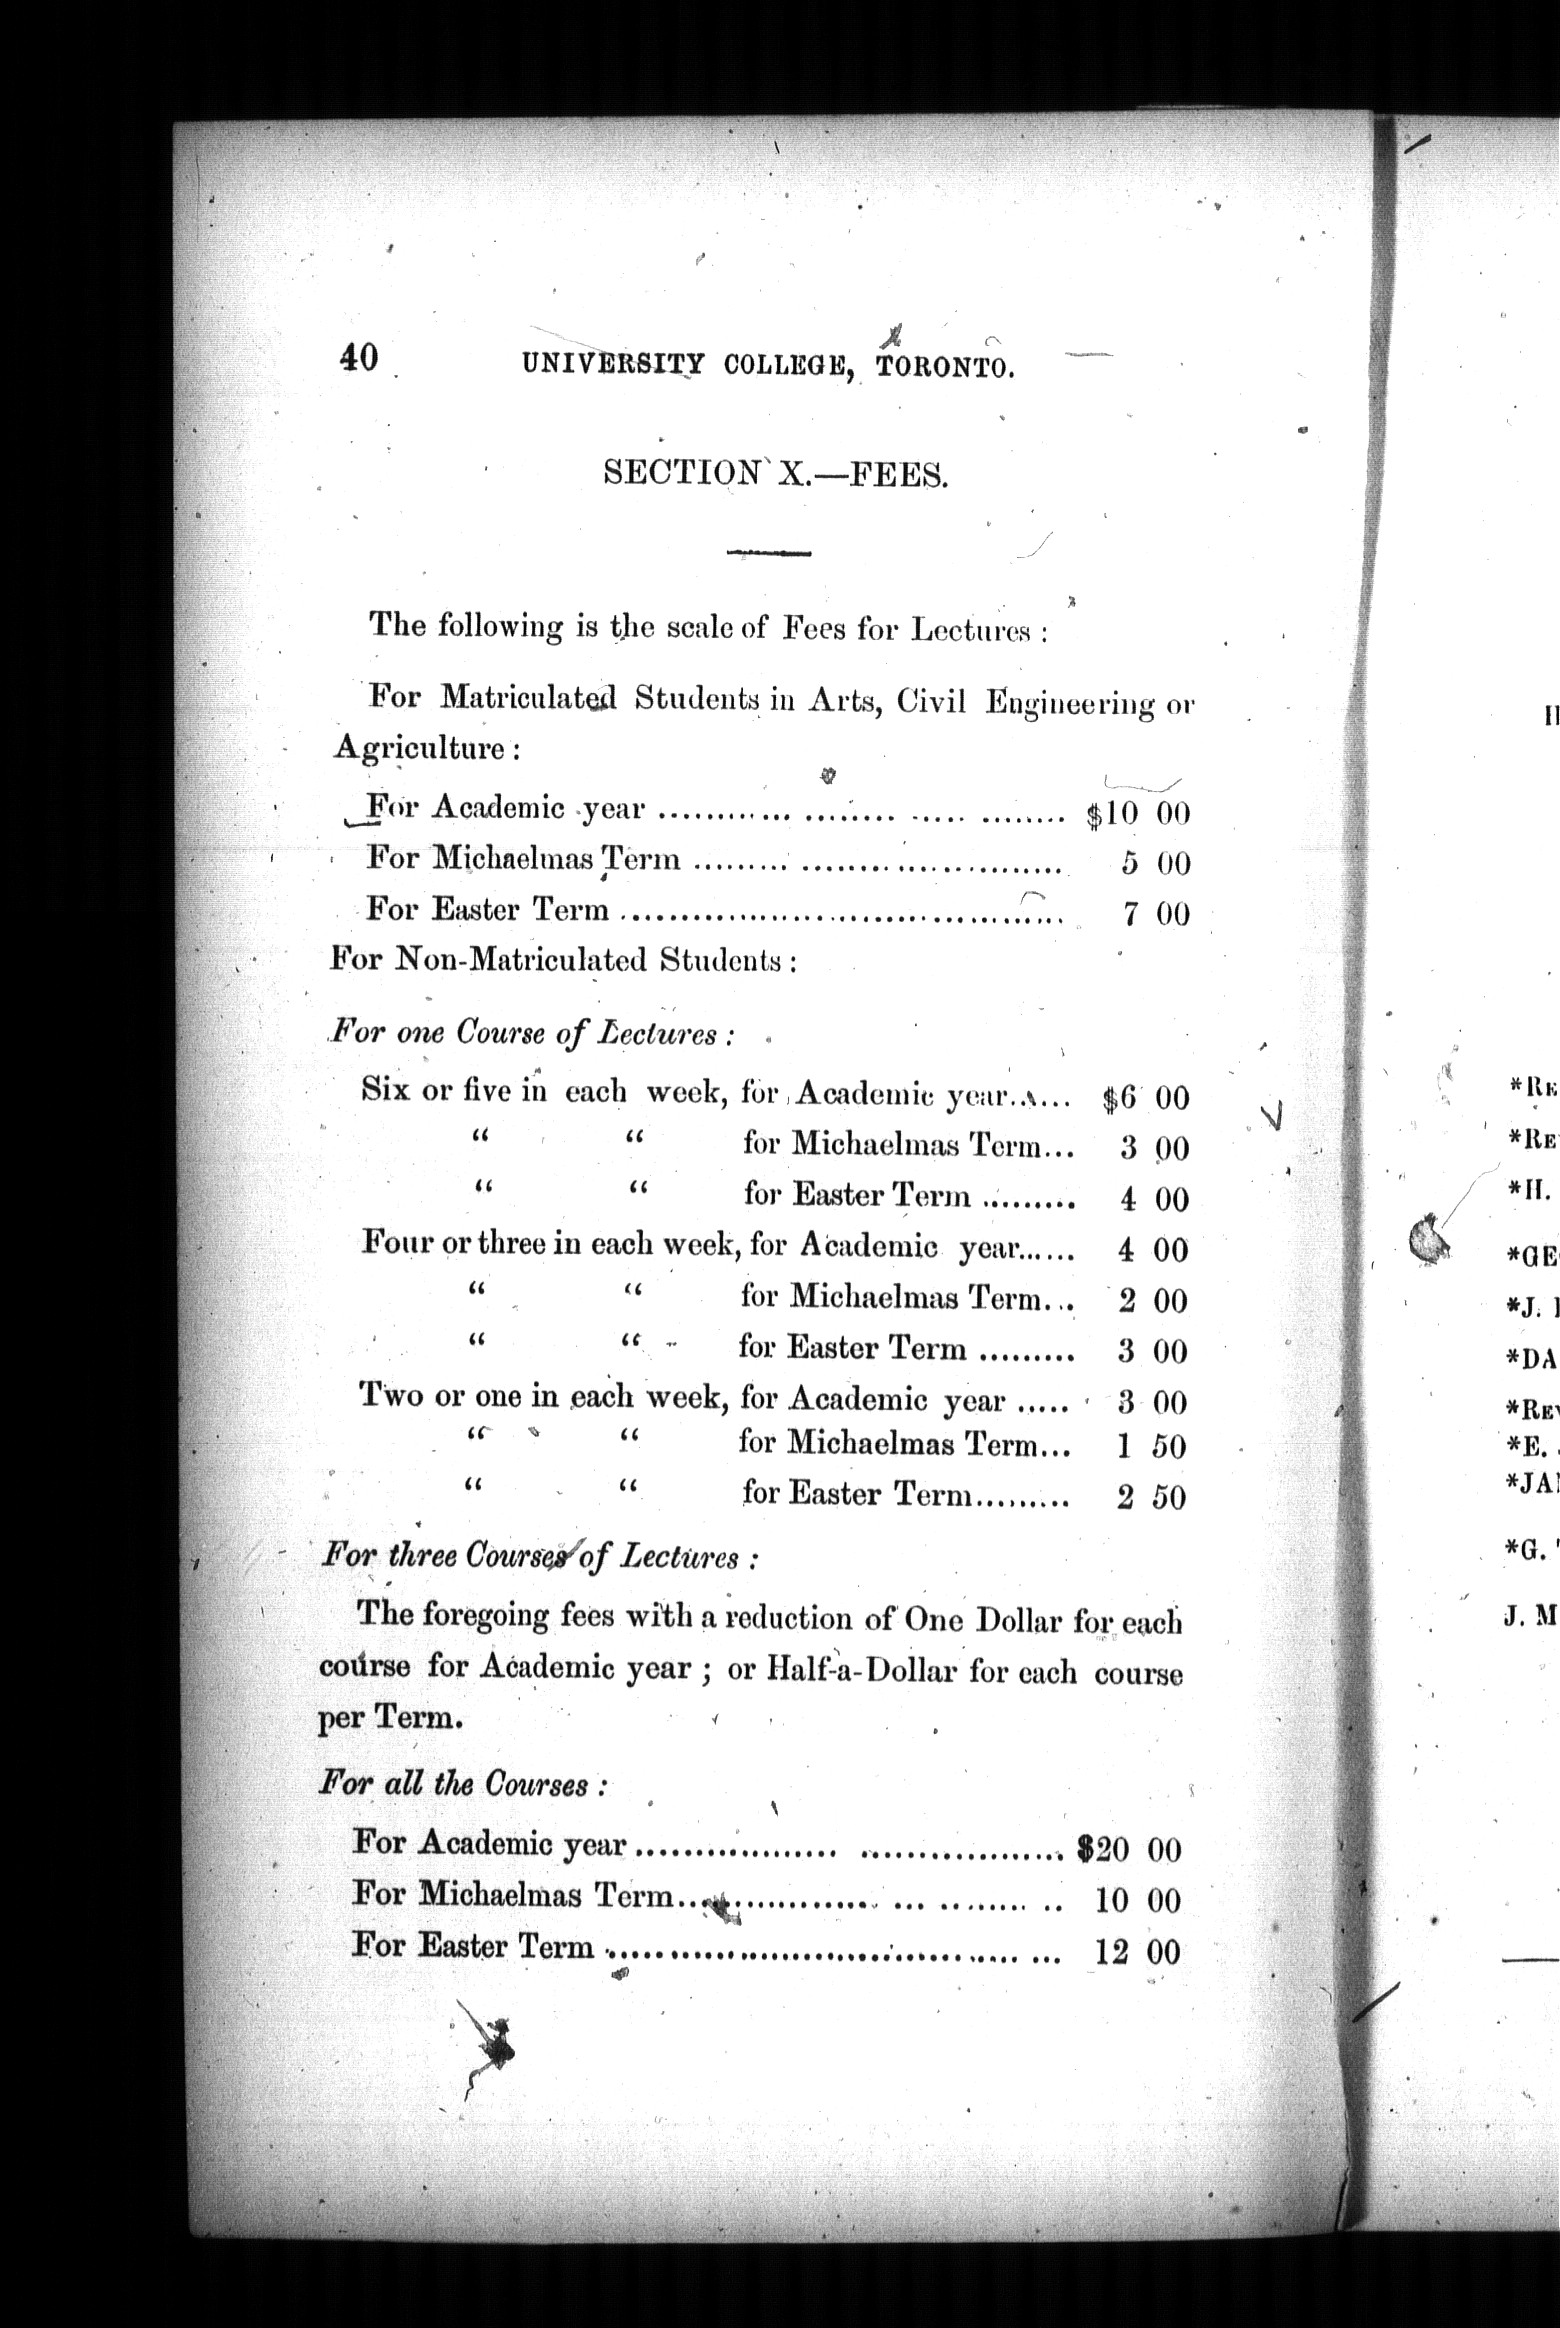 40 UNIVERSITY COLLEGE, TORONTO.
SECTION X.—FEES.
The following is the scale of Fees for Lectures :
For Matriculated Students in Arts, Civil Engineering or
Agriculture :
For Academic year ........................... $10 00
For Michaelmas Term ........................... 5 00
For Easter Term ........................... 7 00
For Non-Matriculated Students :
For one Course of Lectures :
Six or five in each week, for Academic year...... $6 00
“ “ for Michaelmas Term... 3 00
“ “ for Easter Term ......... 4 00
Four or three in each week, for Academic year...... 4 00
“ “ for Michaelmas Term... 2 00
“ “ for Easter Term ......... 3 00
Two or one in each week, for Academic year ..... 3 00
“ “ for Michaelmas Term... 1 50
“ “ for Easter Term......... 2 50
For three Courses of Lectures :
The foregoing fees with a reduction of One Dollar for each
course for Academic year ; or Half-a-Dollar for each course
per Term.
For all the Courses :
For Academic year ........................... $20 00
For Michaelmas Term........................... 10 00
For Easter Term ........................... 12 00
*H.
*J.
*E.
*G.
J. M